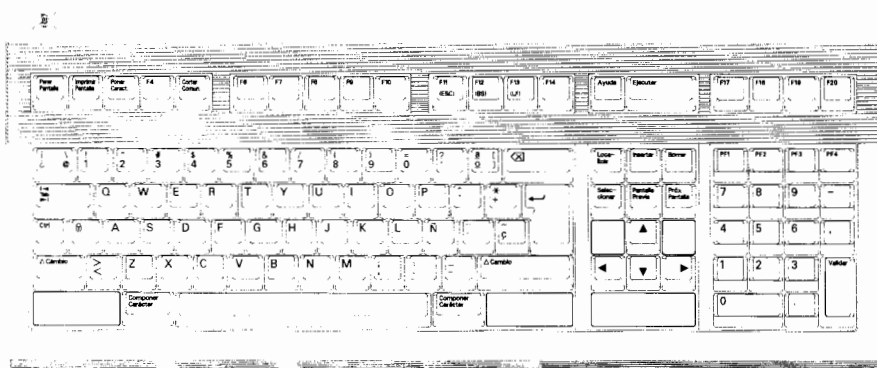 Parar Pantalla Imprimir Pantalla Poner Caract. F4 Cortar Comun. F6 F7 F8 F9 F10 F11 (ESC) F12 (BS) F13 (LF) F14 Ayuda Ejecutar F17 F18 F19 F20
\ @ 1 " 2 # 3 $ 4 % 5 & 6 / 7 ( 8 ) 9 = 0 ? ⌫ Loca-lizar Insertar Borrar PF1 PF2 PF3 PF4
Tab Q W E R T Y U I O P * + Selec-cionar Pantalla Previa Próx. Pantalla 7 8 9 -
Ctrl A S D F G H J K L Ñ Ç ▲ 4 5 6 ,
△ Cambio > < Z X C V B N M ; : _ △ Cambio ◀ ▼ ▶ 1 2 3 Validar
Componer Carácter Componer Carácter 0